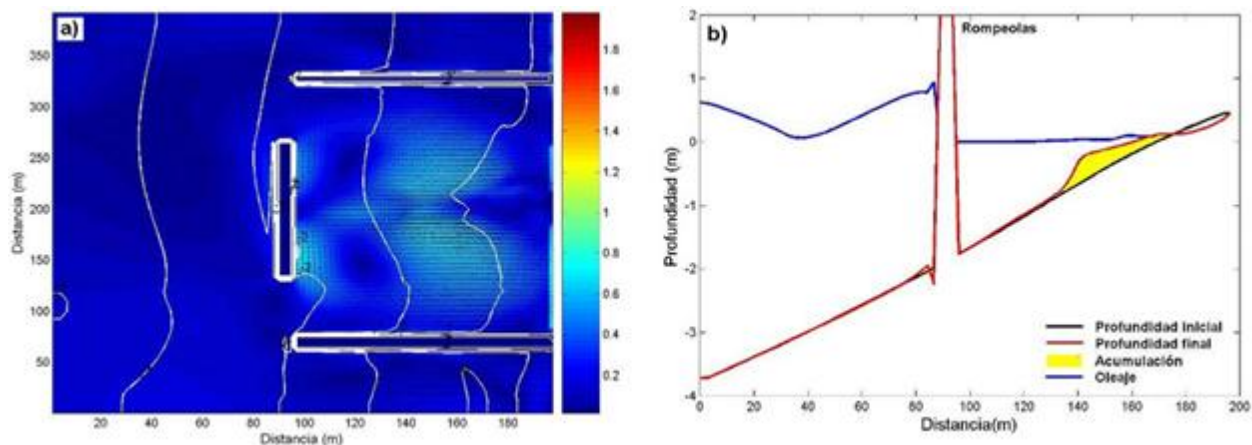 a)
350
300
250
200
150
100
50
Distancia (m)
20 40 60 80 100 120 140 160 180
Distancia (m)
1.8
1.6
1.4
1.2
1
0.8
0.6
0.4
0.2
b)
Rompeolas
2
1
0
-1
-2
-3
-4
Profundidad (m)
Profundidad inicial
Profundidad final
Acumulación
Oleaje
0 20 40 60 80 100 120 140 160 180 200
Distancia(m)